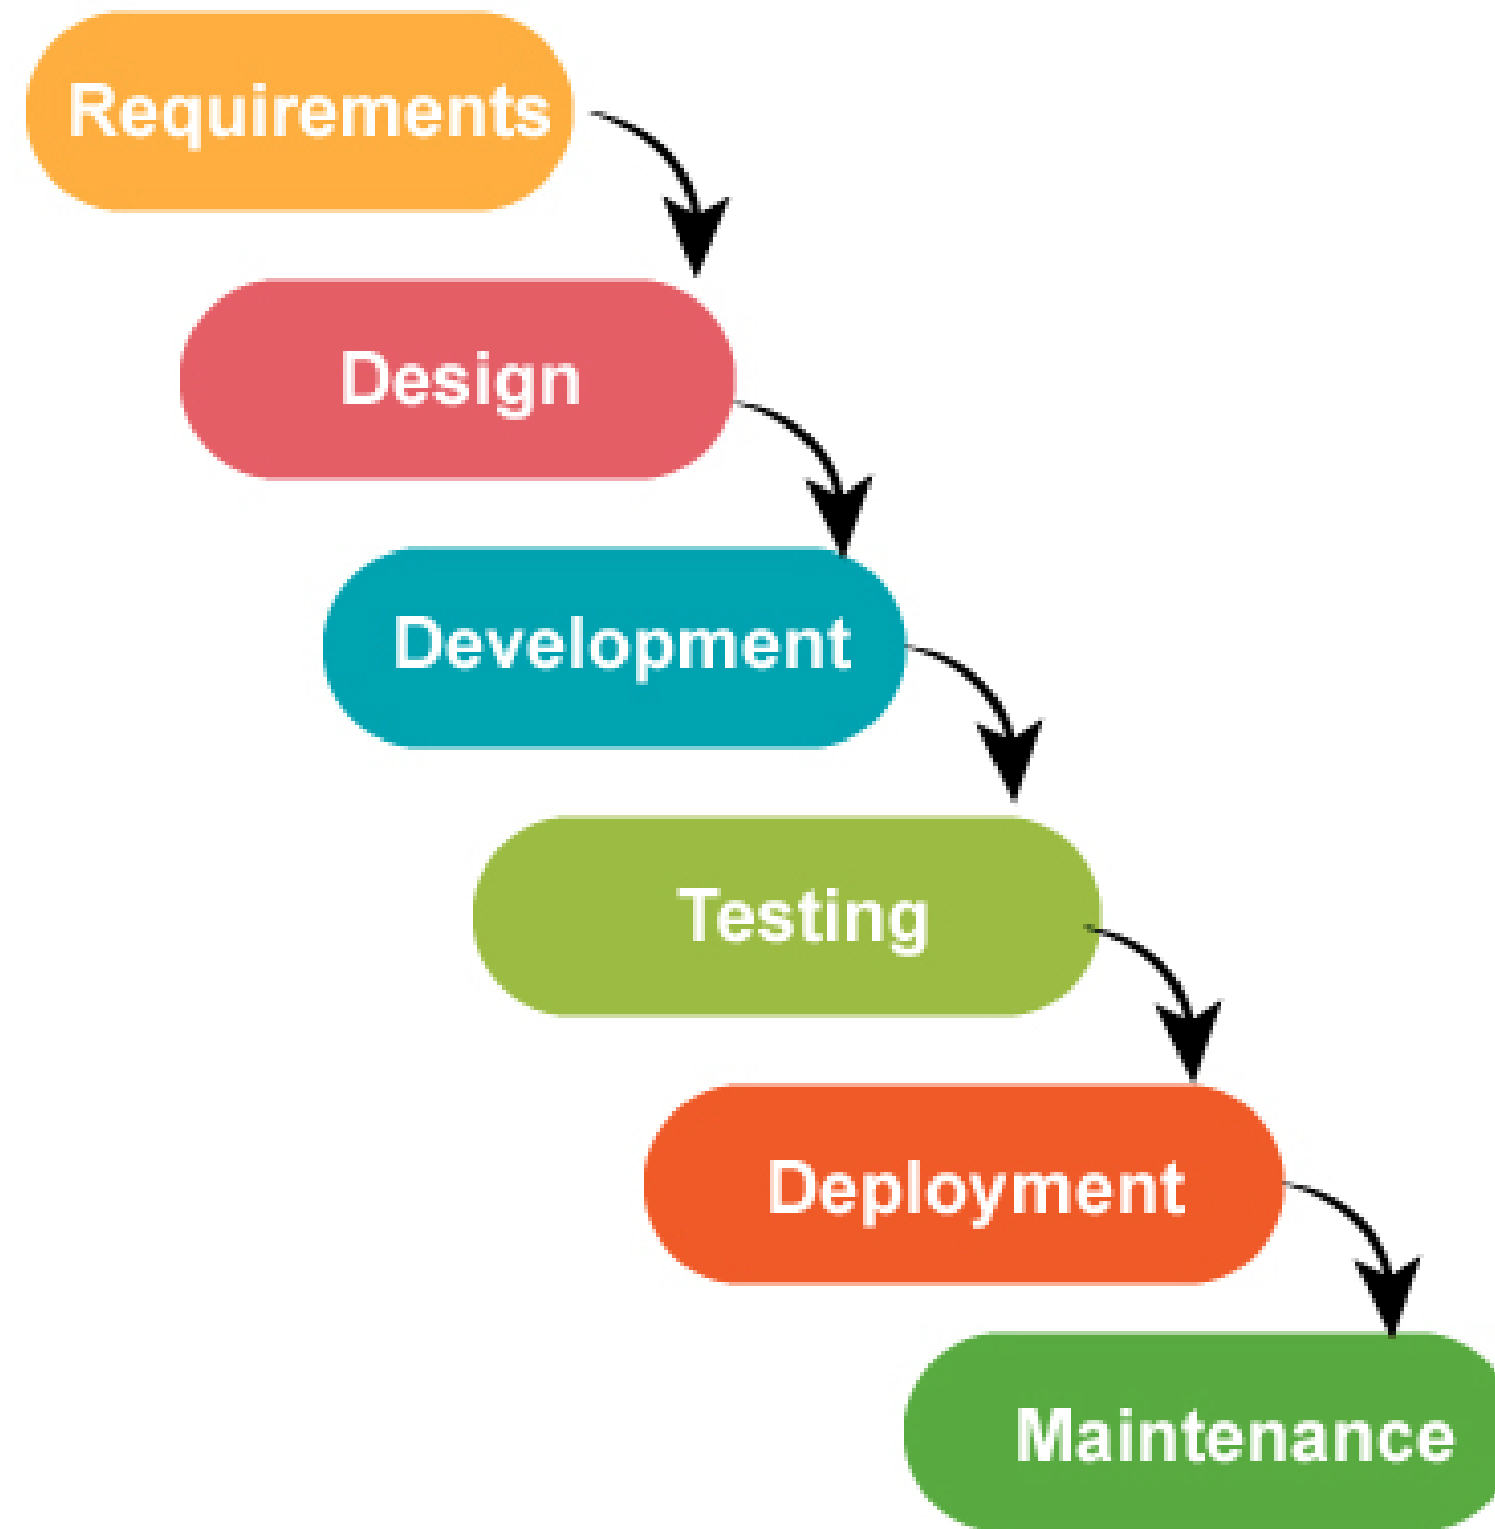 Requirements
Design
Development
Testing
Deployment
Maintenance